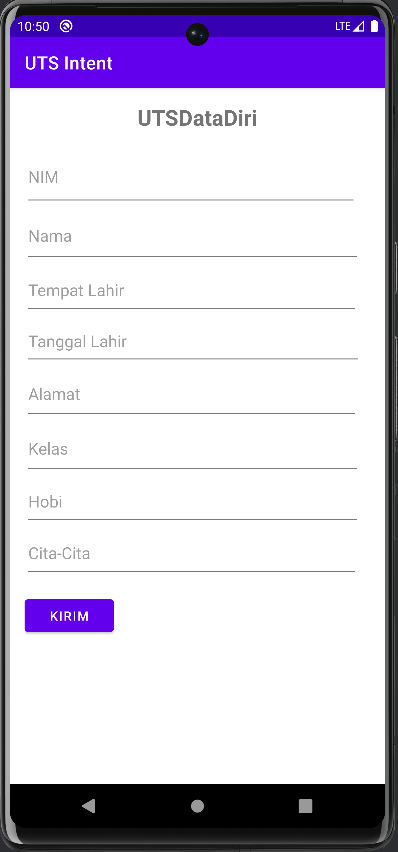 10:50 LTE
UTS Intent
UTSDataDiri
NIM
Nama
Tempat Lahir
Tanggal Lahir
Alamat
Kelas
Hobi
Cita-Cita
KIRIM